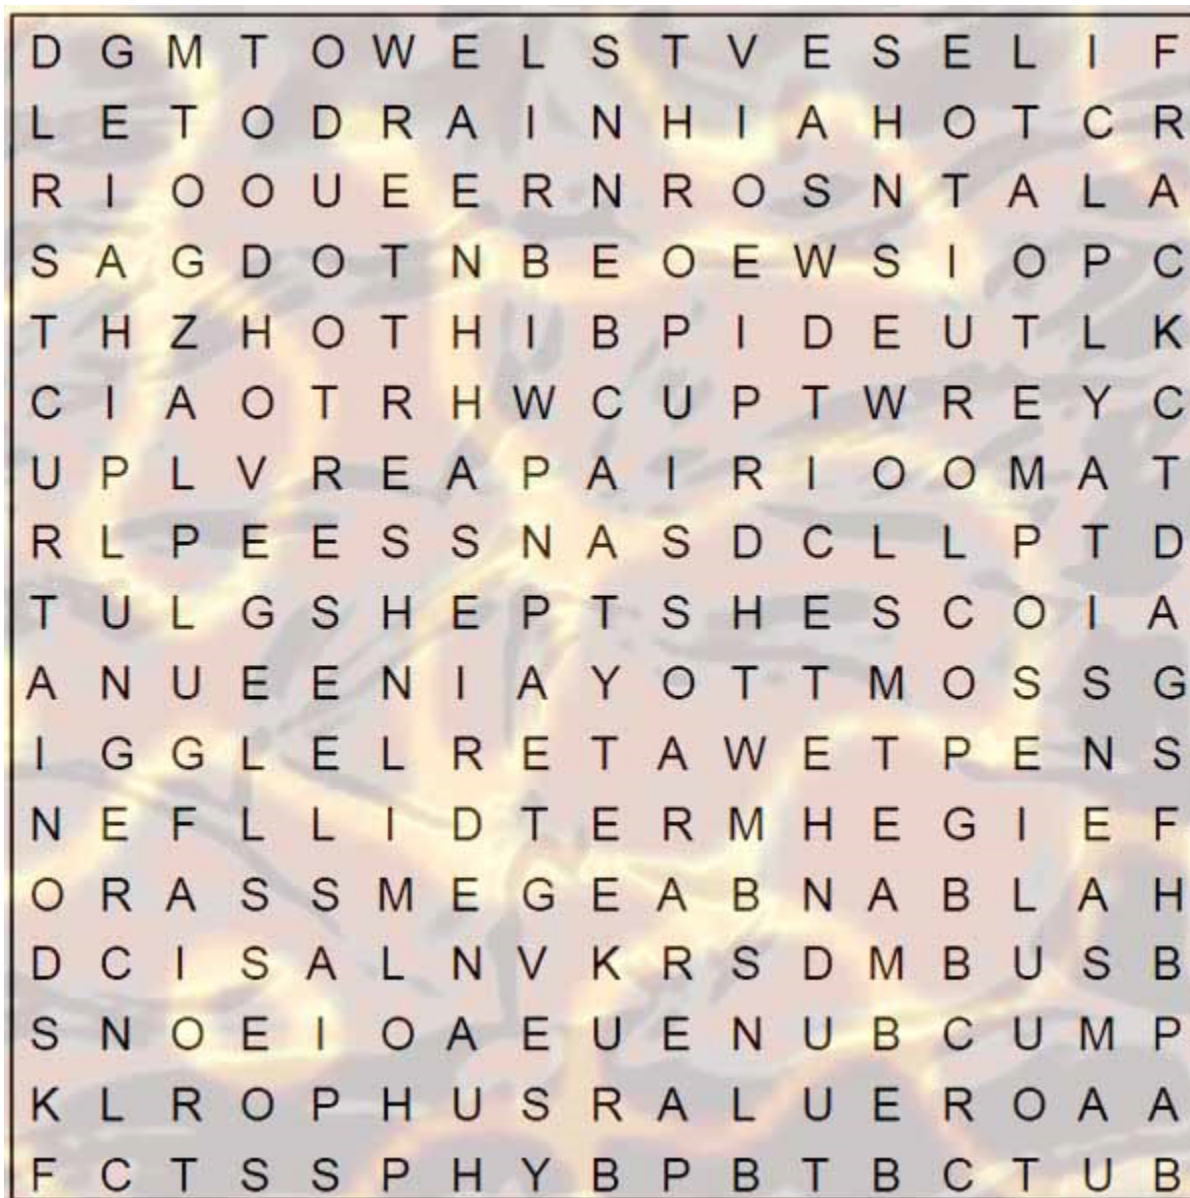 D G M T O W E L S T V E S E L I F
L E T O D R A I N H I A H O T C R
R I O O U E E R N R O S N T A L A
S A G D O T N B E O E W S I O P C
T H Z H O T H I B P I D E U T L K
C I A O T R H W C U P T W R E Y C
U P L V R E A P A I R I O O M A T
R L P E E S S N A S D C L L P T D
T U L G S H E P T S H E S C O I A
A N U E E N I A Y O T T M O S S G
I G G L E L R E T A W E T P E N S
N E F L L I D T E R M H E G I E F
O R A S S M E G E A B N A B L A H
D C I S A L N V K R S D M B U S B
S N O E I O A E U E N U B C U M P
K L R O P H U S R A L U E R O A A
F C T S S P H Y B P B T B C T U B